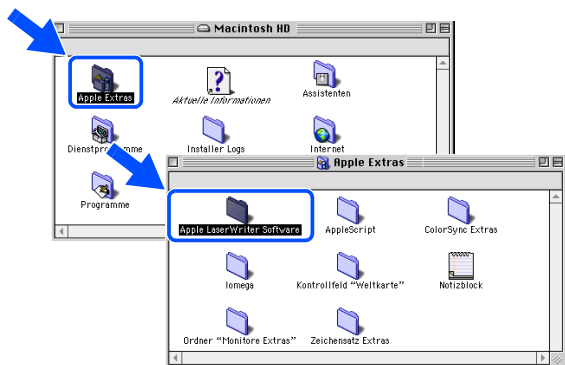 Macintosh HD
Apple Extras
Aktuelle Informationen
Assistenten
Dienstprogramme
Installer Logs
Internet
Programme
Apple Extras
Apple LaserWriter Software
AppleScript
ColorSync Extras
Iomega
Kontrollfeld “Weltkarte”
Notizblock
Ordner “Monitore Extras”
Zeichensatz Extras